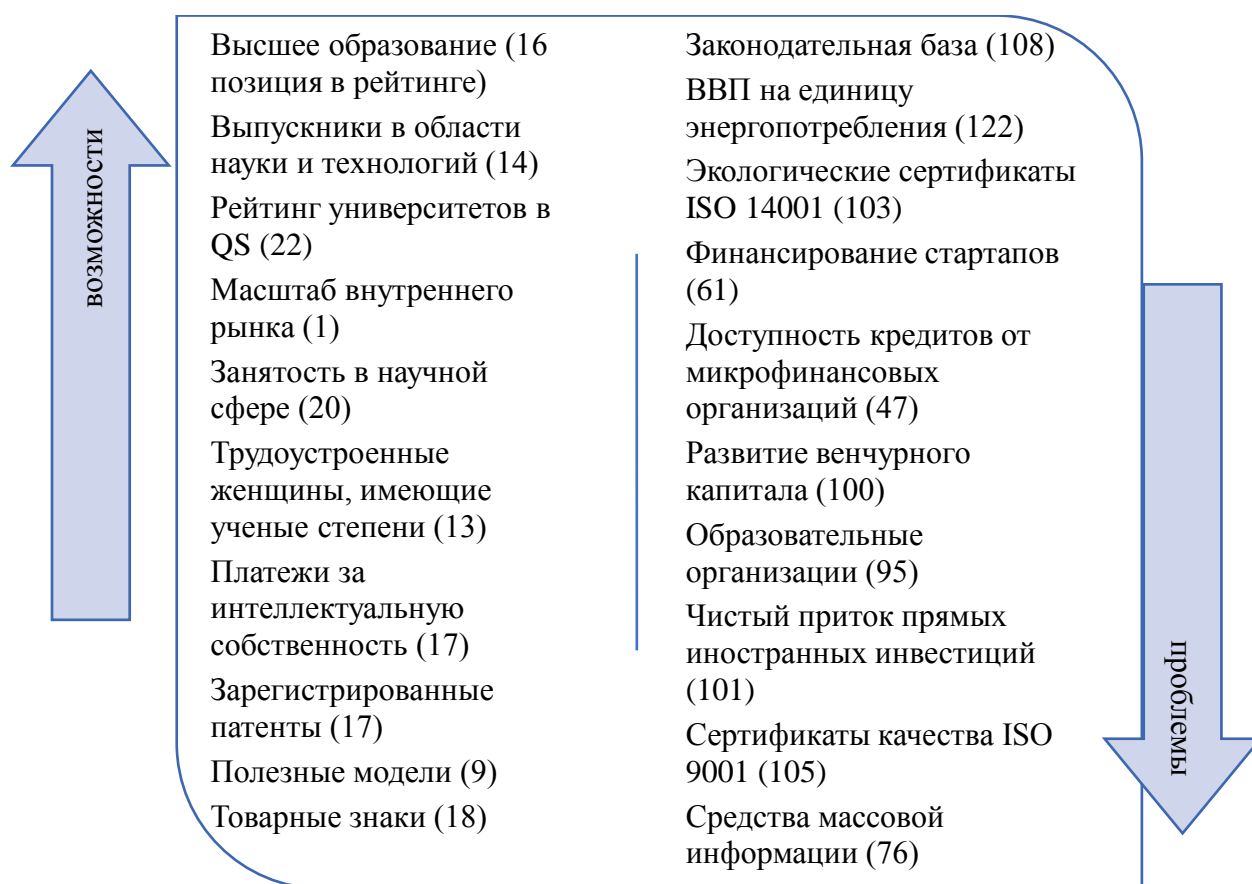 возможности
Высшее образование (16
позиция в рейтинге)
Выпускники в области
науки и технологий (14)
Рейтинг университетов в
QS (22)
Масштаб внутреннего
рынка (1)
Занятость в научной
сфере (20)
Трудоустроенные
женщины, имеющие
ученые степени (13)
Платежи за
интеллектуальную
собственность (17)
Зарегистрированные
патенты (17)
Полезные модели (9)
Товарные знаки (18)
Законодательная база (108)
ВВП на единицу
энергопотребления (122)
Экологические сертификаты
ISO 14001 (103)
Финансирование стартапов
(61)
Доступность кредитов от
микрофинансовых
организаций (47)
Развитие венчурного
капитала (100)
Образовательные
организации (95)
Чистый приток прямых
иностранных инвестиций
(101)
Сертификаты качества ISO
9001 (105)
Средства массовой
информации (76)
проблемы